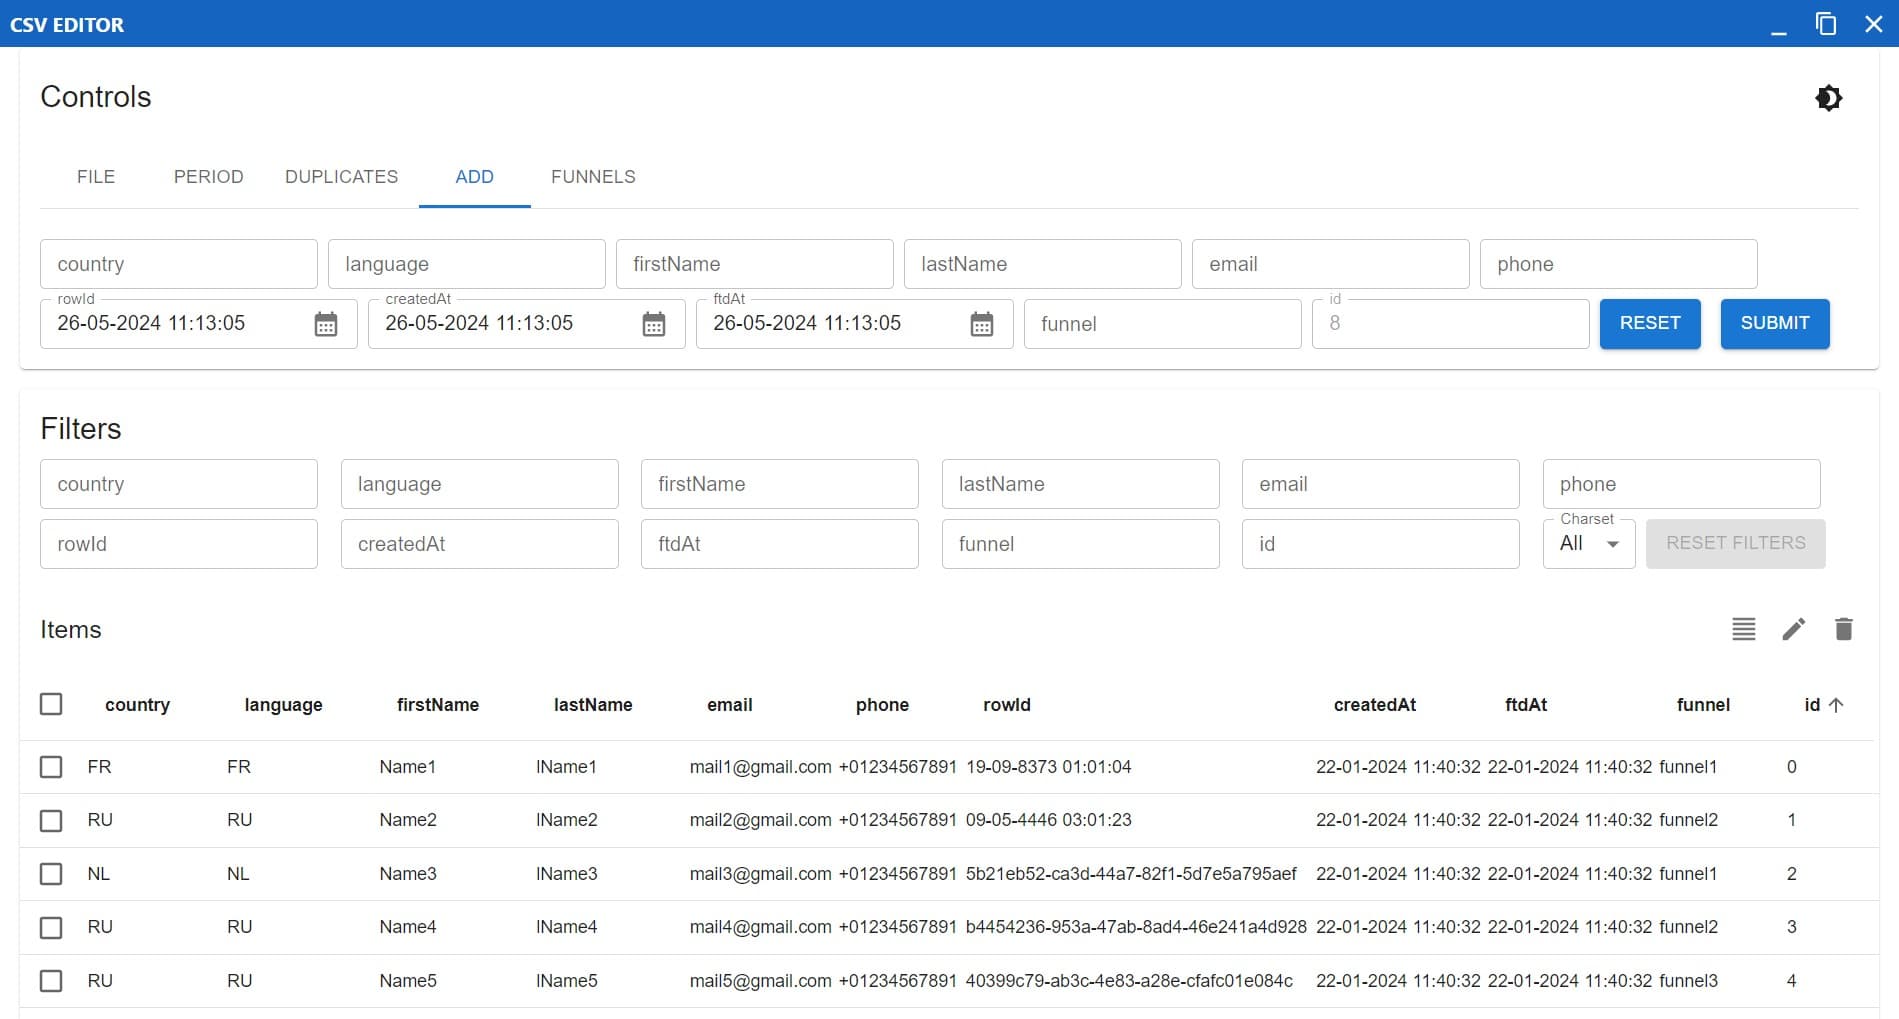 CSV EDITOR
Controls
FILE PERIOD DUPLICATES ADD FUNNELS
country language firstName lastName email phone
rowId createdAt ftdAt id
26-05-2024 11:13:05 26-05-2024 11:13:05 26-05-2024 11:13:05 funnel 8 RESET SUBMIT
Filters
country language firstName lastName email phone
Charset
rowId createdAt ftdAt funnel id All RESET FILTERS
Items
country language firstName lastName email phone rowId createdAt ftdAt funnel id
FR FR Name1 lName1 mail1@gmail.com +01234567891 19-09-8373 01:01:04 22-01-2024 11:40:32 22-01-2024 11:40:32 funnel1 0
RU RU Name2 lName2 mail2@gmail.com +01234567891 09-05-4446 03:01:23 22-01-2024 11:40:32 22-01-2024 11:40:32 funnel2 1
NL NL Name3 lName3 mail3@gmail.com +01234567891 5b21eb52-ca3d-44a7-82f1-5d7e5a795aef 22-01-2024 11:40:32 22-01-2024 11:40:32 funnel1 2
RU RU Name4 lName4 mail4@gmail.com +01234567891 b4454236-953a-47ab-8ad4-46e241a4d928 22-01-2024 11:40:32 22-01-2024 11:40:32 funnel2 3
RU RU Name5 lName5 mail5@gmail.com +01234567891 40399c79-ab3c-4e83-a28e-cfafc01e084c 22-01-2024 11:40:32 22-01-2024 11:40:32 funnel3 4